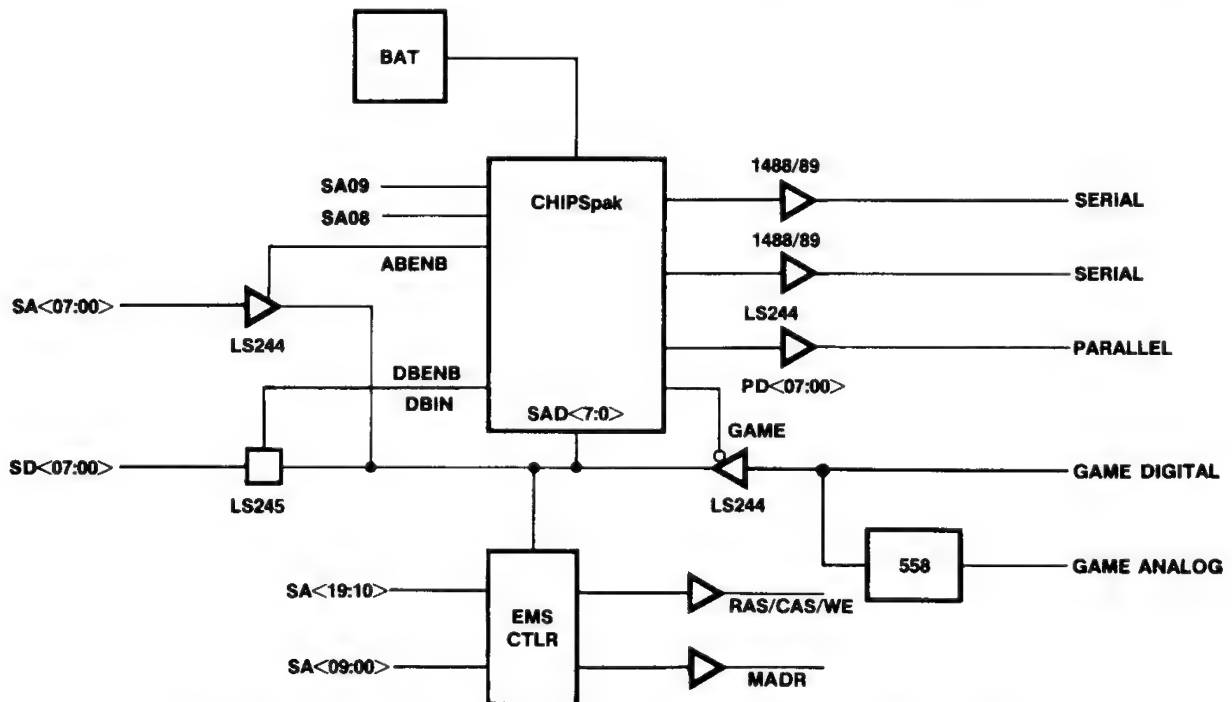 BAT
1488/89
SA09
CHIPSpak
SERIAL
SA08
1488/89
ABENB
SERIAL
SA<07:00>
LS244
LS244
PARALLEL
DBENB
PD<07:00>
DBIN
SAD<7:0>
GAME
SD<07:00>
GAME DIGITAL
LS245
LS244
558
GAME ANALOG
SA<19:10>
EMS
RAS/CAS/WE
CTLR
SA<09:00>
MADR